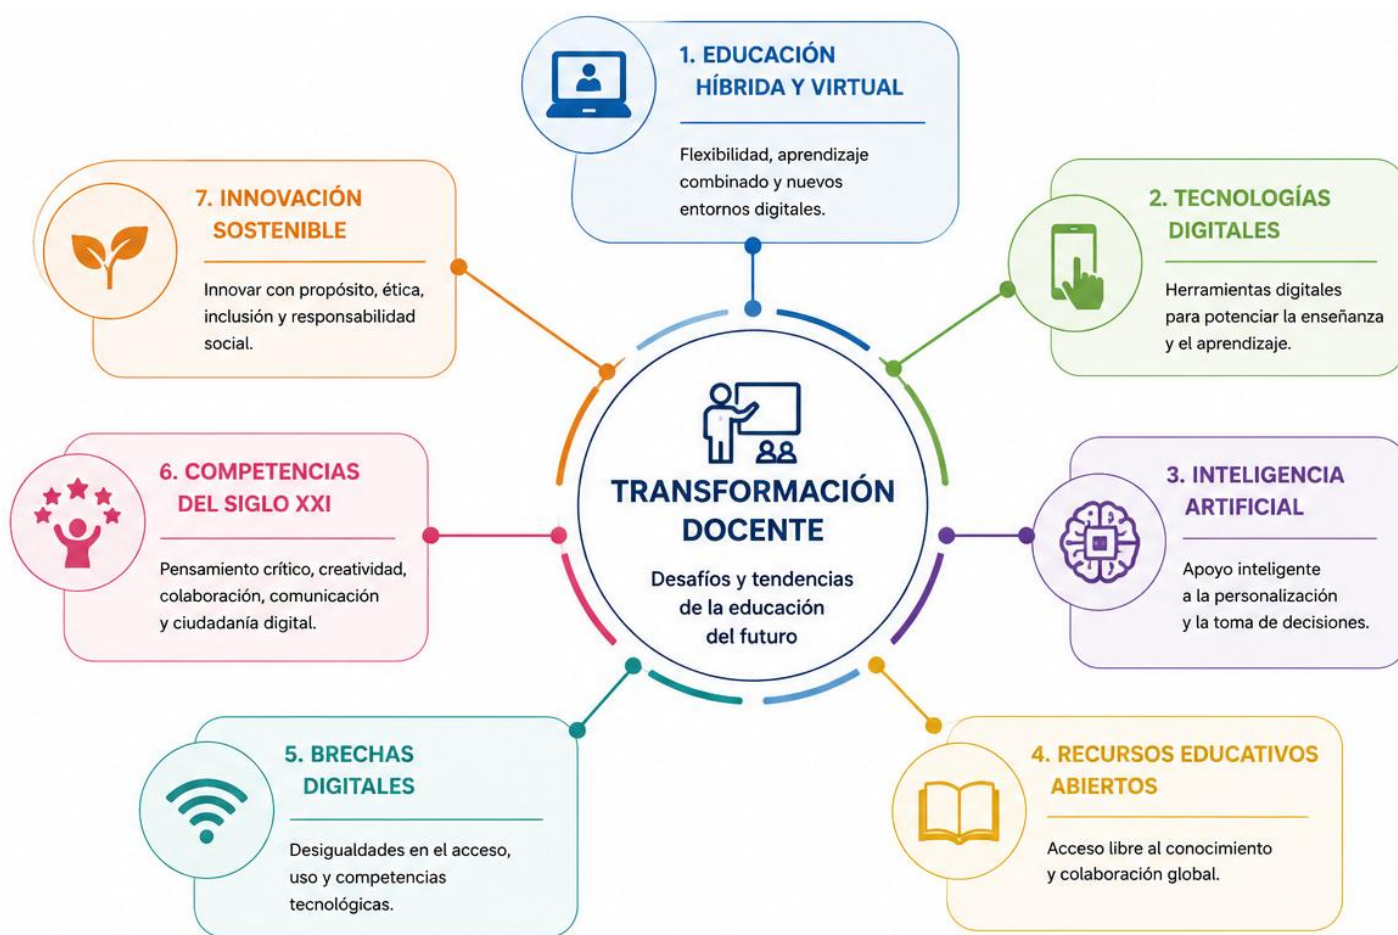 1. EDUCACIÓN
HÍBRIDA Y VIRTUAL
Flexibilidad, aprendizaje
combinado y nuevos
entornos digitales.
2. TECNOLOGÍAS
DIGITALES
Herramientas digitales
para potenciar la enseñanza
y el aprendizaje.
3. INTELIGENCIA
ARTIFICIAL
Apoyo inteligente
a la personalización
y la toma de decisiones.
4. RECURSOS EDUCATIVOS
ABIERTOS
Acceso libre al conocimiento
y colaboración global.
5. BRECHAS
DIGITALES
Desigualdades en el acceso,
uso y competencias
tecnológicas.
6. COMPETENCIAS
DEL SIGLO XXI
Pensamiento crítico, creatividad,
colaboración, comunicación
y ciudadanía digital.
7. INNOVACIÓN
SOSTENIBLE
Innovar con propósito, ética,
inclusión y responsabilidad
social.
TRANSFORMACIÓN
DOCENTE
Desafíos y tendencias
de la educación
del futuro